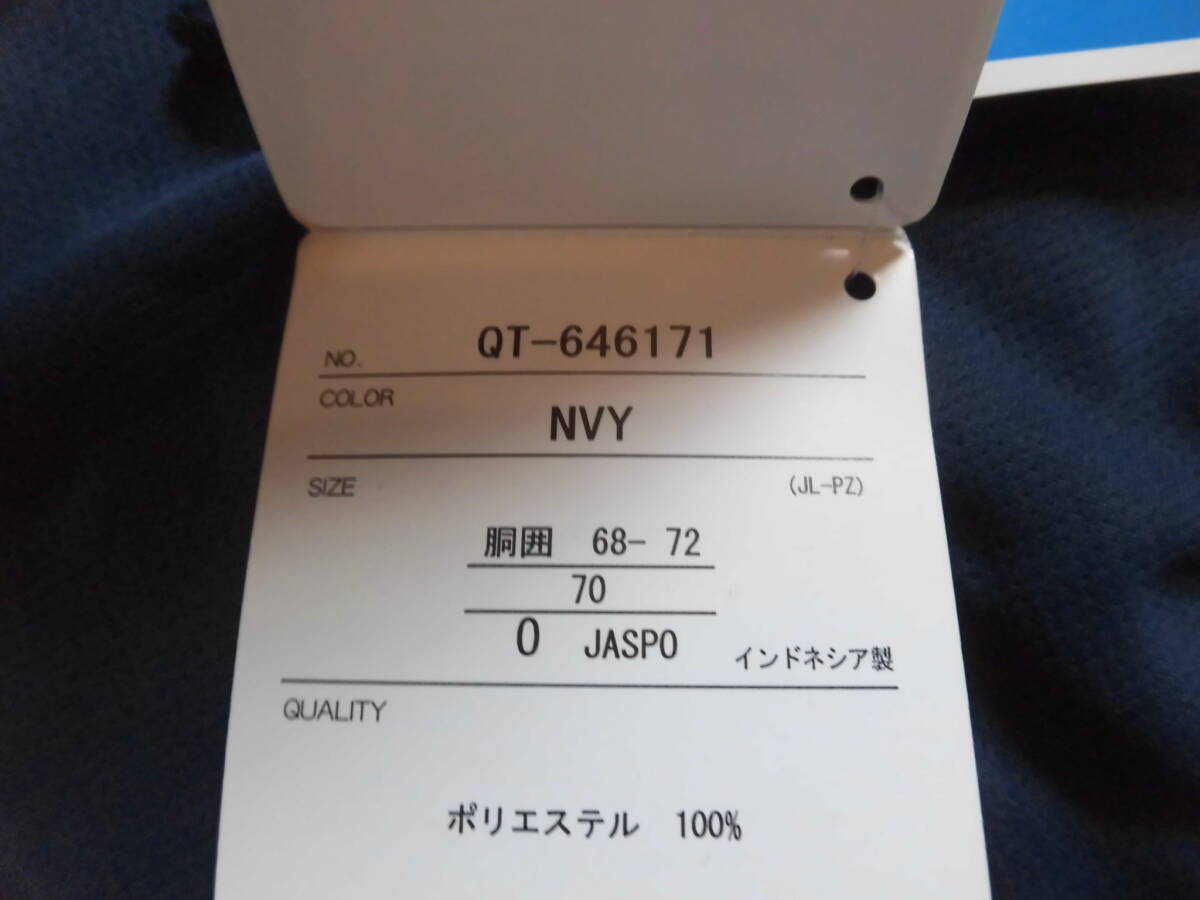 NO. QT-646171
COLOR
NVY
SIZE (JL-PZ)
胴囲 68- 72
70
O JASPO インドネシア製
QUALITY
ポリエステル 100%